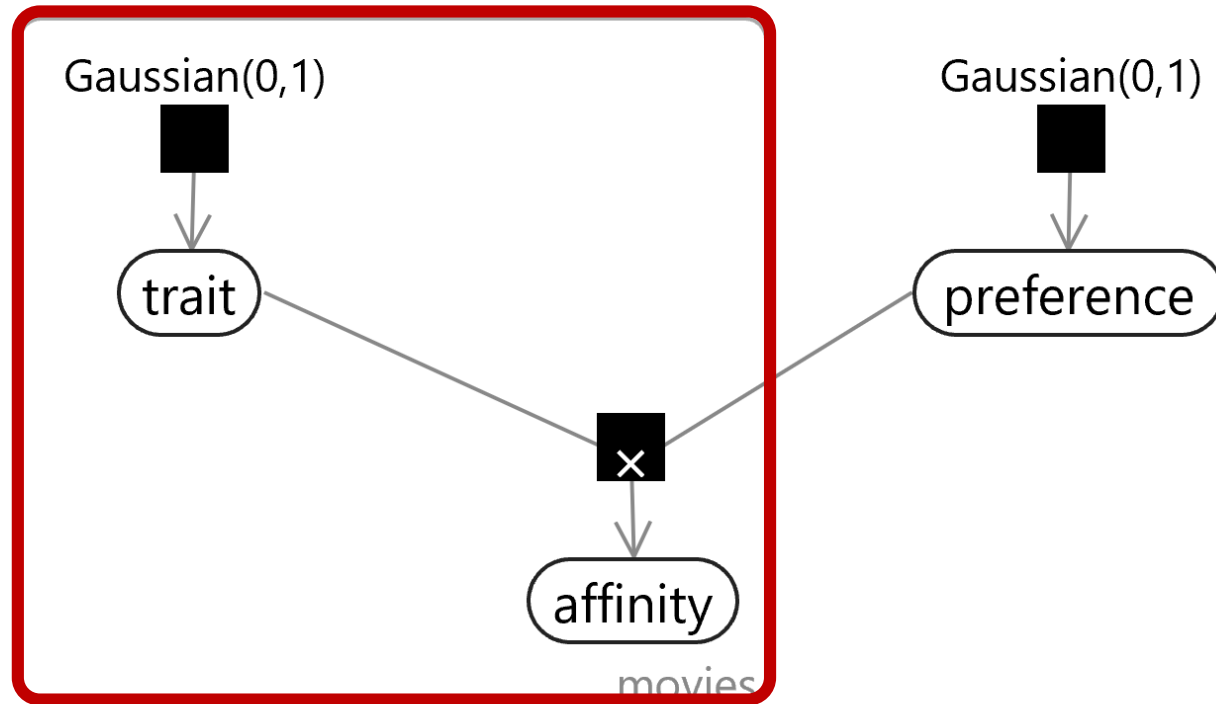 Gaussian(0,1)
Gaussian(0,1)
trait
preference
×
affinity
movies